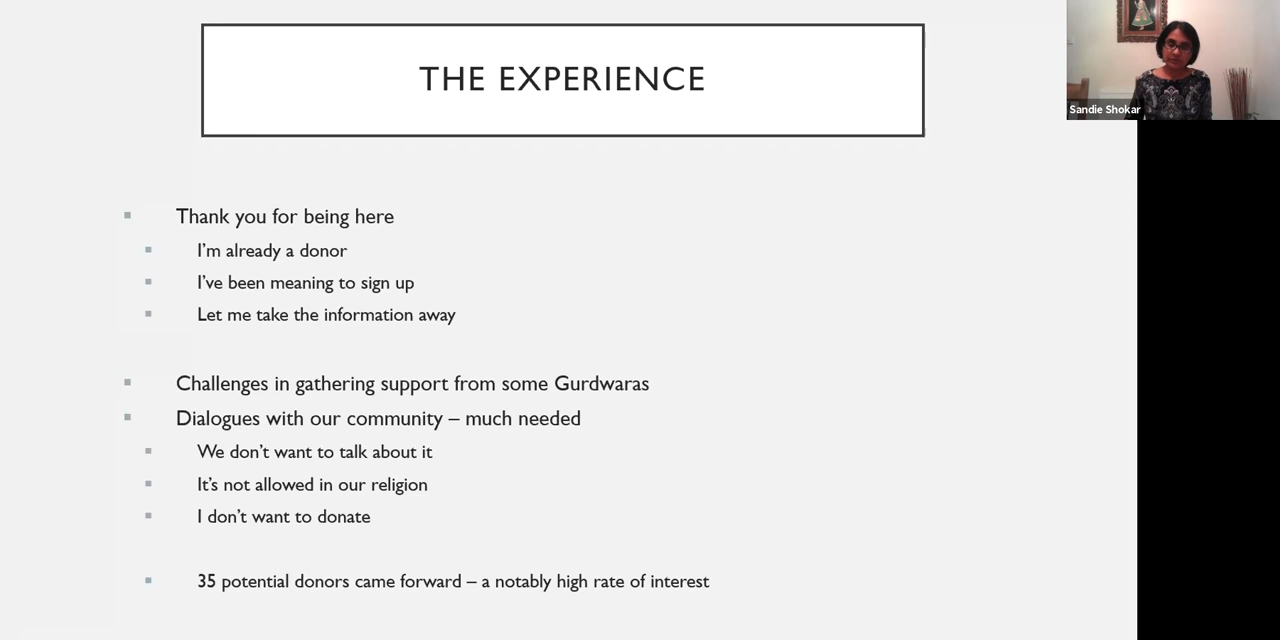 THE EXPERIENCE
Sandie Shokar
Thank you for being here
I’m already a donor
I’ve been meaning to sign up
Let me take the information away
Challenges in gathering support from some Gurdwaras
Dialogues with our community – much needed
We don’t want to talk about it
It’s not allowed in our religion
I don’t want to donate
35 potential donors came forward – a notably high rate of interest